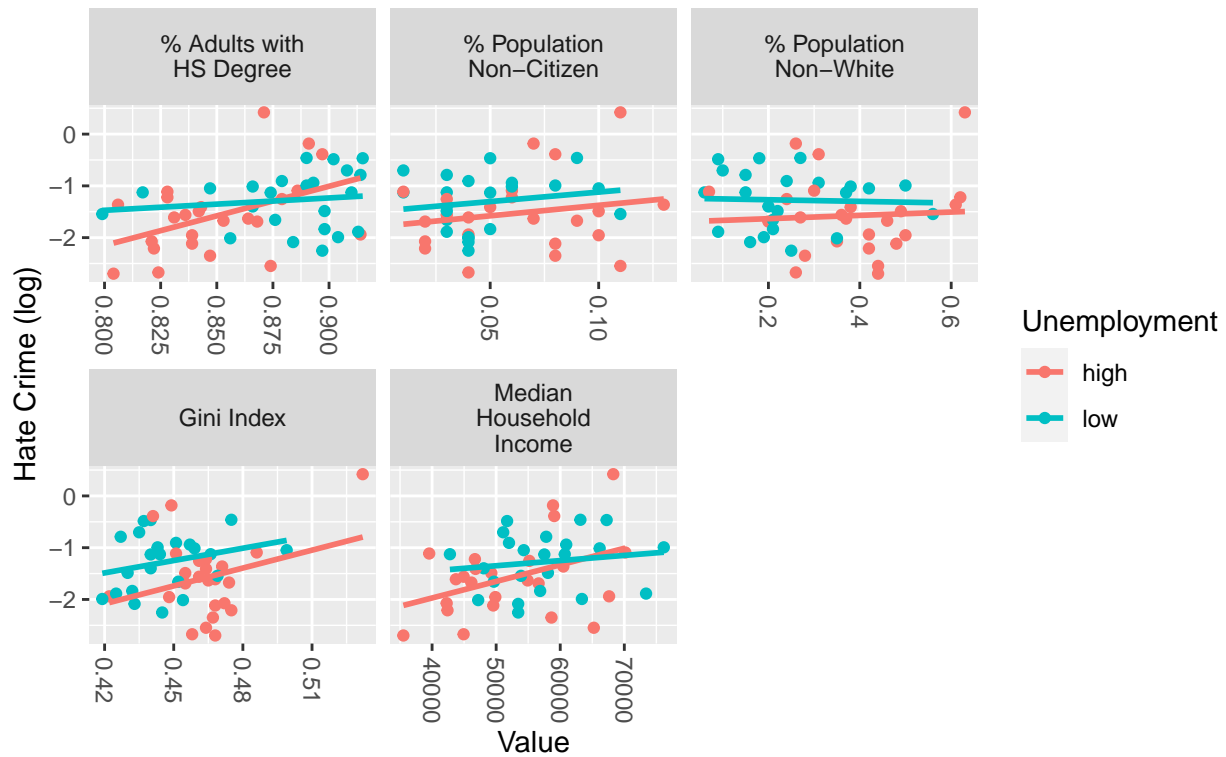 % Adults with
HS Degree
% Population
Non−Citizen
% Population
Non−White
0
−1
−2
0.800
0.825
0.850
0.875
0.900
0.05
0.10
0.2
0.4
0.6
Gini Index
Median
Household
Income
0
−1
−2
0.42
0.45
0.48
0.51
40000
50000
60000
70000
Hate Crime (log)
Value
Unemployment
high
low